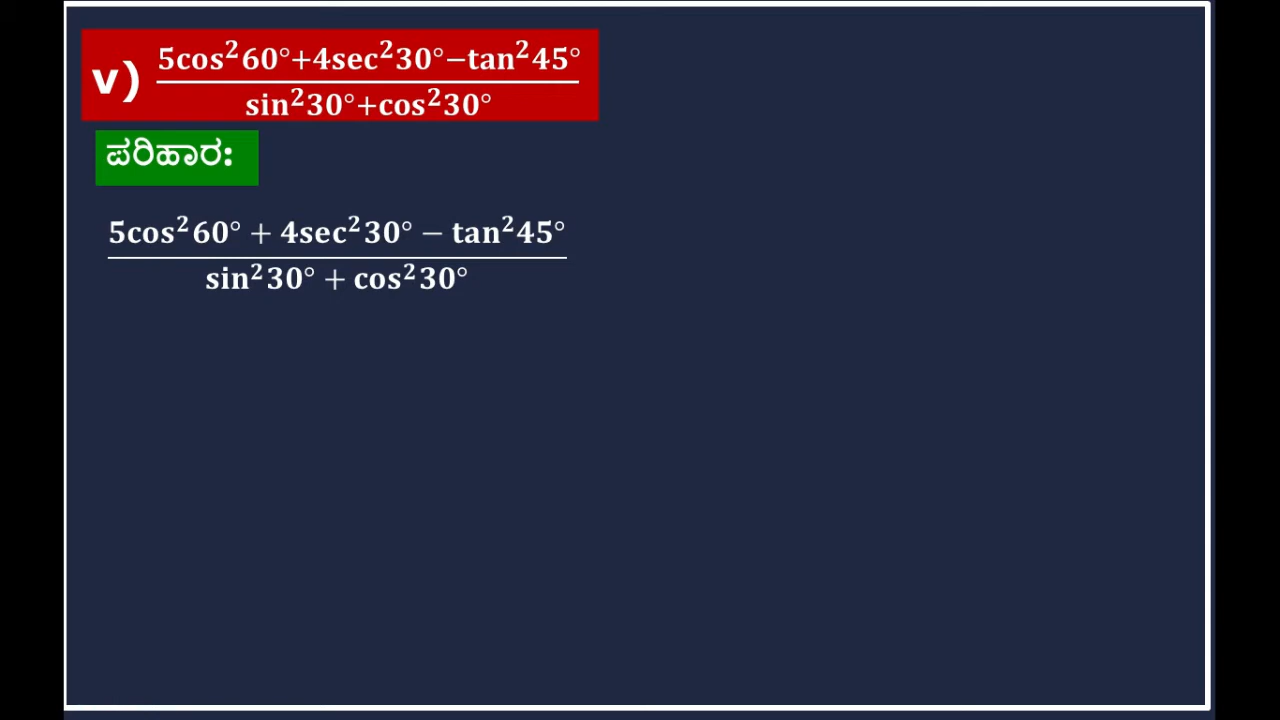 v) (5cos²60°+4sec²30°−tan²45°)/(sin²30°+cos²30°)
ಪರಿಹಾರ:
5cos²60° + 4sec²30° − tan²45°
sin²30° + cos²30°